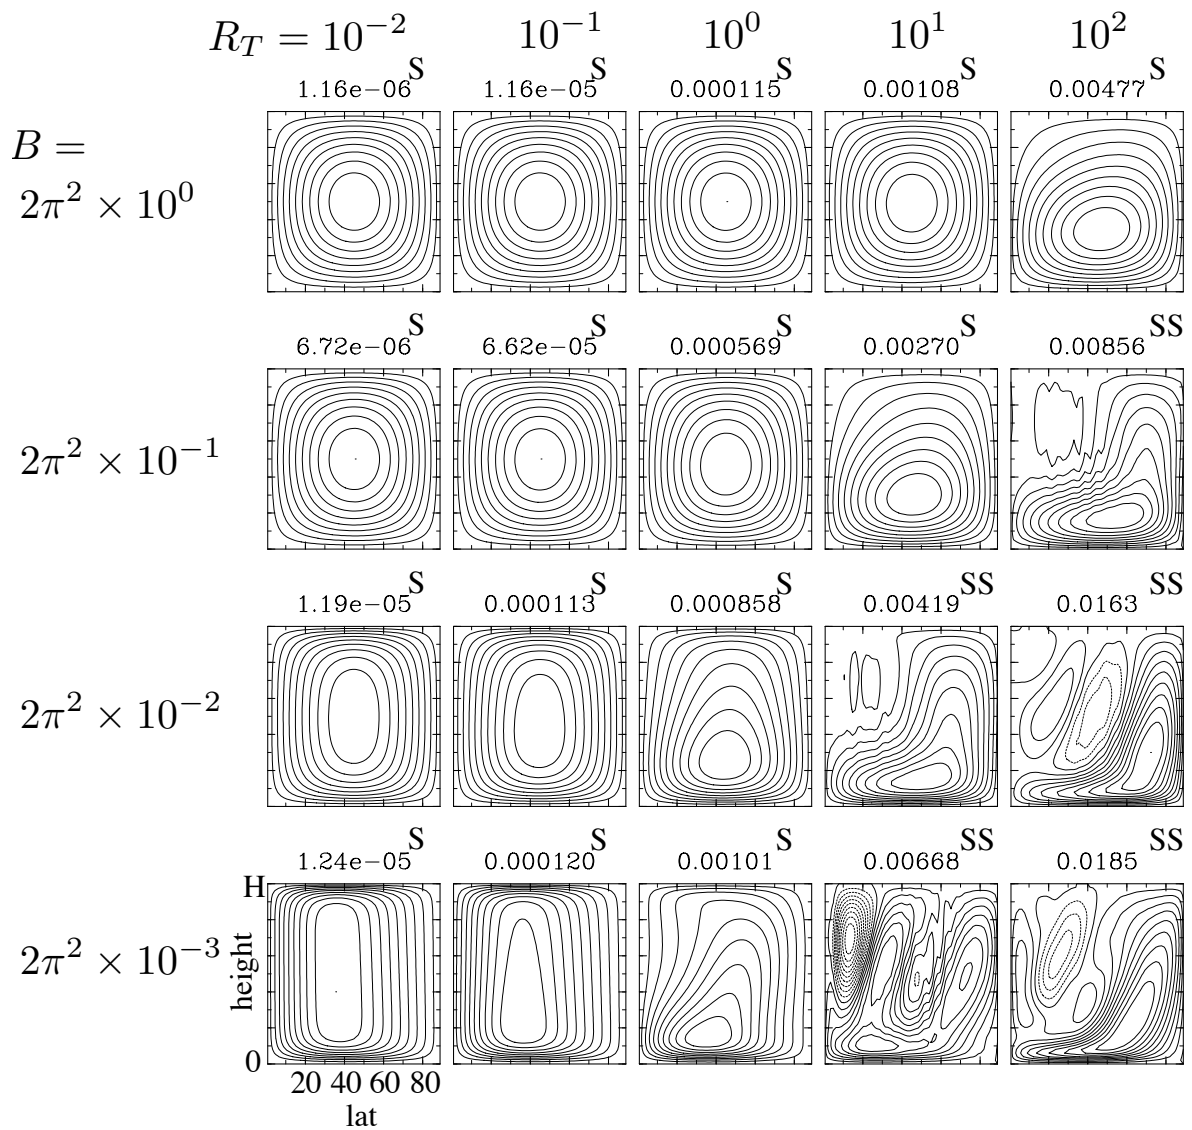 R_T = 10^{-2} 10^{-1} 10^0 10^1 10^2
S S S S S
1.16e−06 1.16e−05 0.000115 0.00108 0.00477
B =
2π^2 × 10^0
S S S S SS
6.72e−06 6.62e−05 0.000569 0.00270 0.00856
2π^2 × 10^{-1}
S S S SS SS
1.19e−05 0.000113 0.000858 0.00419 0.0163
2π^2 × 10^{-2}
S S S SS SS
1.24e−05 0.000120 0.00101 0.00668 0.0185
H
2π^2 × 10^{-3}
height
0
20 40 60 80
lat